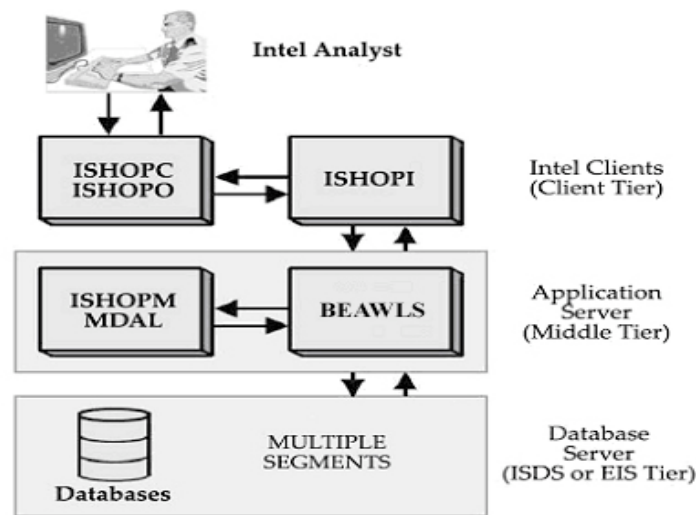 Intel Analyst
ISHOPC
ISHOPO
ISHOPI
Intel Clients
(Client Tier)
ISHOPM
MDAL
BEAWLS
Application
Server
(Middle Tier)
Databases
MULTIPLE
SEGMENTS
Database
Server
(ISDS or EIS Tier)